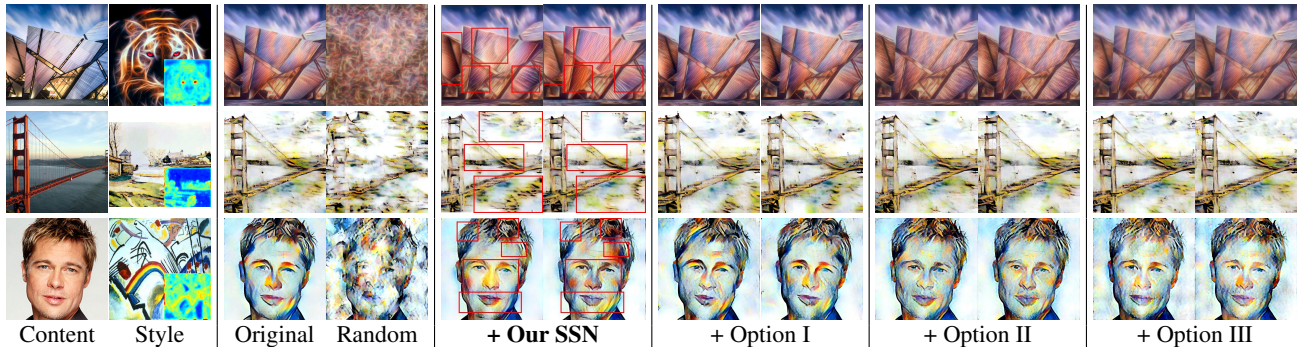 Content Style Original Random + Our SSN + Option I + Option II + Option III